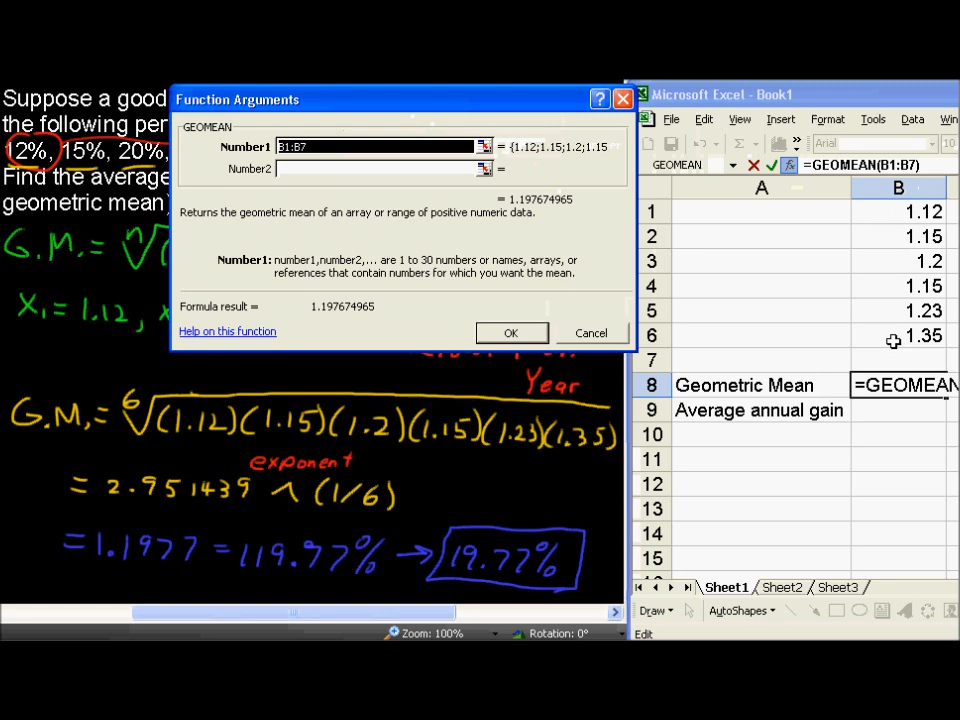 Suppose a good
the following per
12%, 15%, 20%,
Find the average
geometric mean)
G.M. = n√(
X1 = 1.12, x
Year
G.M. = 6√(1.12)(1.15)(1.2)(1.15)(1.23)(1.35)
exponent
= 2.951439 ^ (1/6)
= 1.1977 = 119.77% → 19.77%
Zoom: 100% Rotation: 0°
Function Arguments
GEOMEAN
Number1 B1:B7 = {1.12;1.15;1.2;1.15
Number2 =
= 1.197674965
Returns the geometric mean of an array or range of positive numeric data.
Number1: number1,number2,... are 1 to 30 numbers or names, arrays, or
references that contain numbers for which you want the mean.
Formula result = 1.197674965
Help on this function OK Cancel
Microsoft Excel - Book1
File Edit View Insert Format Tools Data Win
Arial 10
GEOMEAN =GEOMEAN(B1:B7)
A B
1 1.12
2 1.15
3 1.2
4 1.15
5 1.23
6 1.35
7
8 Geometric Mean =GEOMEAN
9 Average annual gain
10
11
12
13
14
15
Sheet1 Sheet2 Sheet3
Draw AutoShapes
Edit